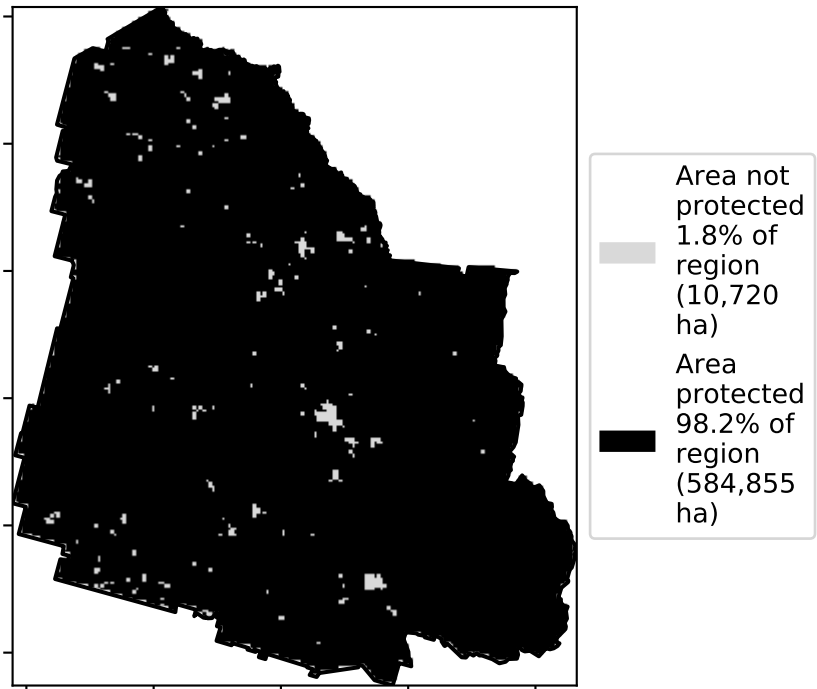 Area not
protected
1.8% of
region
(10,720
ha)
Area
protected
98.2% of
region
(584,855
ha)